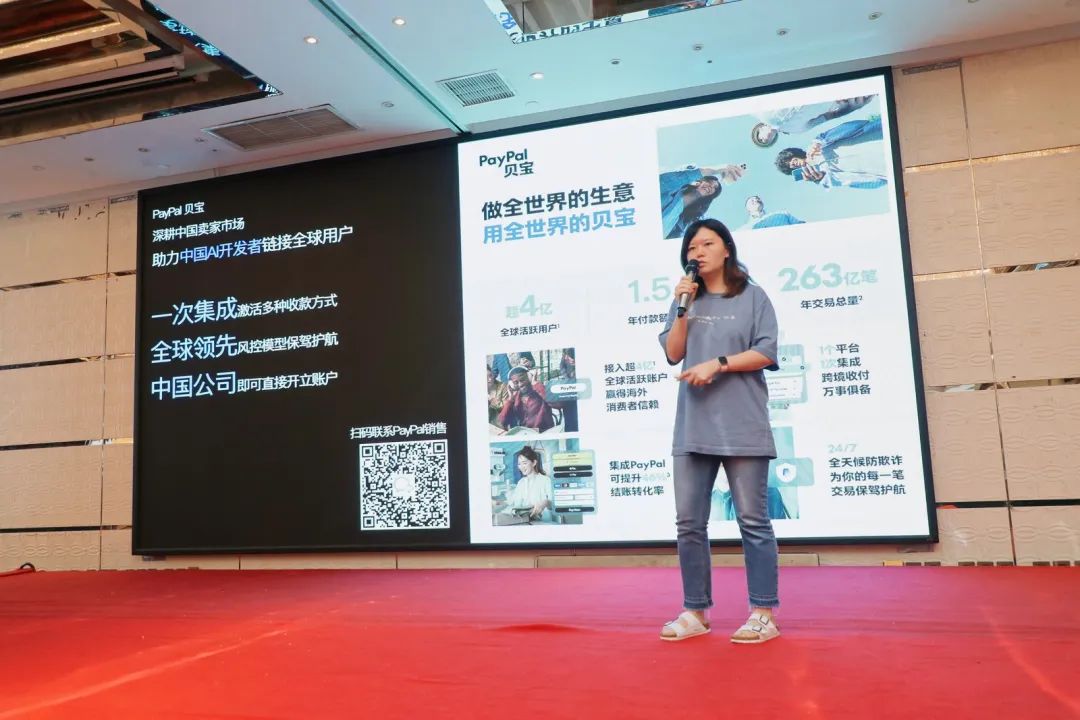 PayPal 贝宝
深耕中国卖家市场
助力中国AI开发者链接全球用户
一次集成激活多种收款方式
全球领先风控模型保驾护航
中国公司即可直接开立账户
扫码联系PayPal销售
PayPal
贝宝
做全世界的生意
用全世界的贝宝
超4亿
全球活跃用户¹
1.5
年付款额
263亿笔
年交易总量²
接入超4亿¹
全球活跃账户
赢得海外
消费者信赖
1个平台
1次集成
跨境收付
万事俱备
集成PayPal
可提升46%³
结账转化率
24/7
全天候防欺诈
为你的每一笔
交易保驾护航